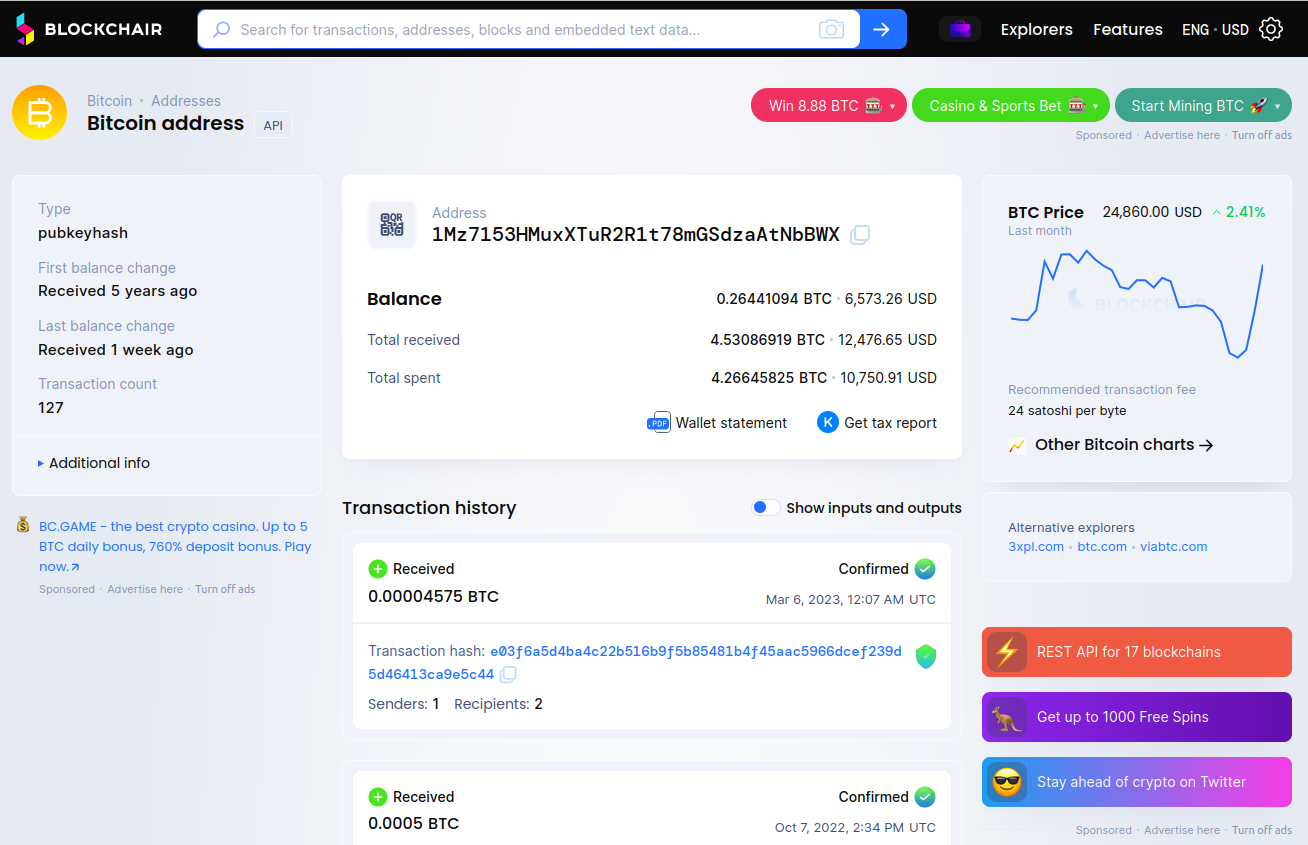 BLOCKCHAIR
Search for transactions, addresses, blocks and embedded text data...
Explorers
Features
ENG · USD
Bitcoin · Addresses
Bitcoin address
API
Win 8.88 BTC
Casino & Sports Bet
Start Mining BTC
Sponsored · Advertise here · Turn off ads
Type
pubkeyhash
First balance change
Received 5 years ago
Last balance change
Received 1 week ago
Transaction count
127
Additional info
BC.GAME - the best crypto casino. Up to 5
BTC daily bonus, 760% deposit bonus. Play
now.
Sponsored · Advertise here · Turn off ads
QR
Address
1Mz7153HMuxXTuR2R1t78mGSdzaAtNbBWX
Balance
0.26441094 BTC · 6,573.26 USD
Total received
4.53086919 BTC · 12,476.65 USD
Total spent
4.26645825 BTC · 10,750.91 USD
.PDF
Wallet statement
K
Get tax report
Transaction history
Show inputs and outputs
Received
Confirmed
0.00004575 BTC
Mar 6, 2023, 12:07 AM UTC
Transaction hash: e03f6a5d4ba4c22b516b9f5b85481b4f45aac5966dcef239d
5d46413ca9e5c44
Senders: 1 Recipients: 2
Received
Confirmed
0.0005 BTC
Oct 7, 2022, 2:34 PM UTC
BTC Price
24,860.00 USD
2.41%
Last month
BLOCKCHAIR
Recommended transaction fee
24 satoshi per byte
Other Bitcoin charts →
Alternative explorers
3xpl.com · btc.com · viabtc.com
REST API for 17 blockchains
Get up to 1000 Free Spins
Stay ahead of crypto on Twitter
Sponsored · Advertise here · Turn off ads